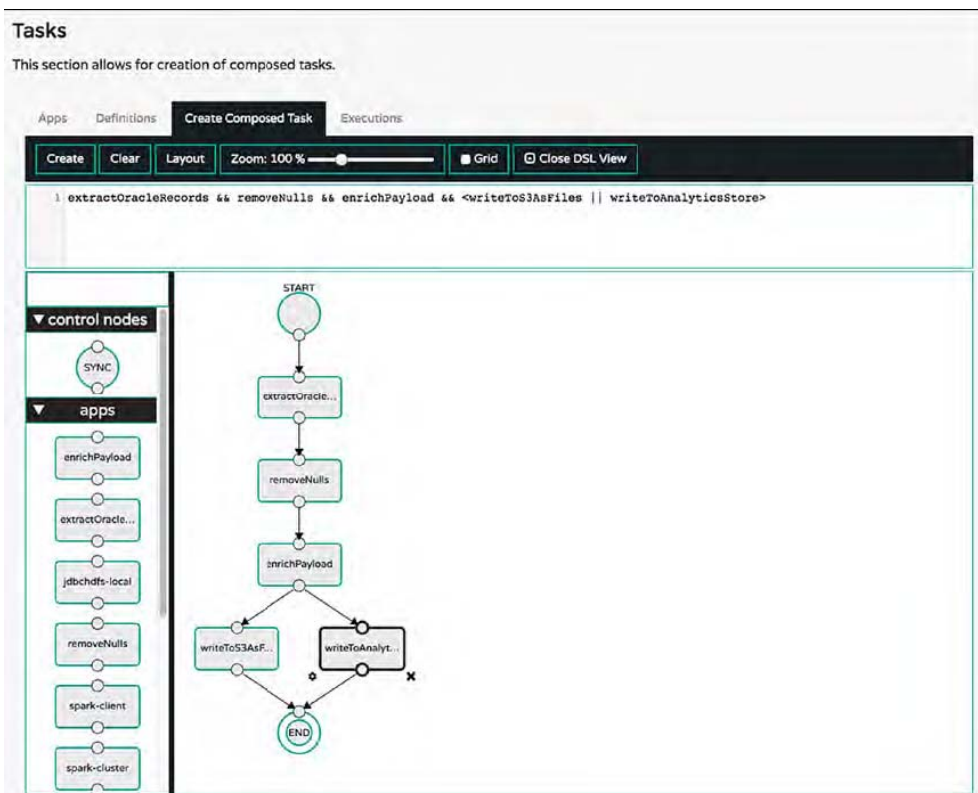 Tasks
This section allows for creation of composed tasks.
Apps Definitions Create Composed Task Executions
Create Clear Layout Zoom: 100 % Grid Close DSL View
1 extractOracleRecords && removeNulls && enrichPayload && <writeToS3AsFiles || writeToAnalyticsStore>
control nodes
SYNC
apps
enrichPayload
extractOracle...
jdbchdfs-local
removeNulls
spark-client
spark-cluster
START
extractOracle...
removeNulls
enrichPayload
writeToS3AsF... writeToAnalyt...
END